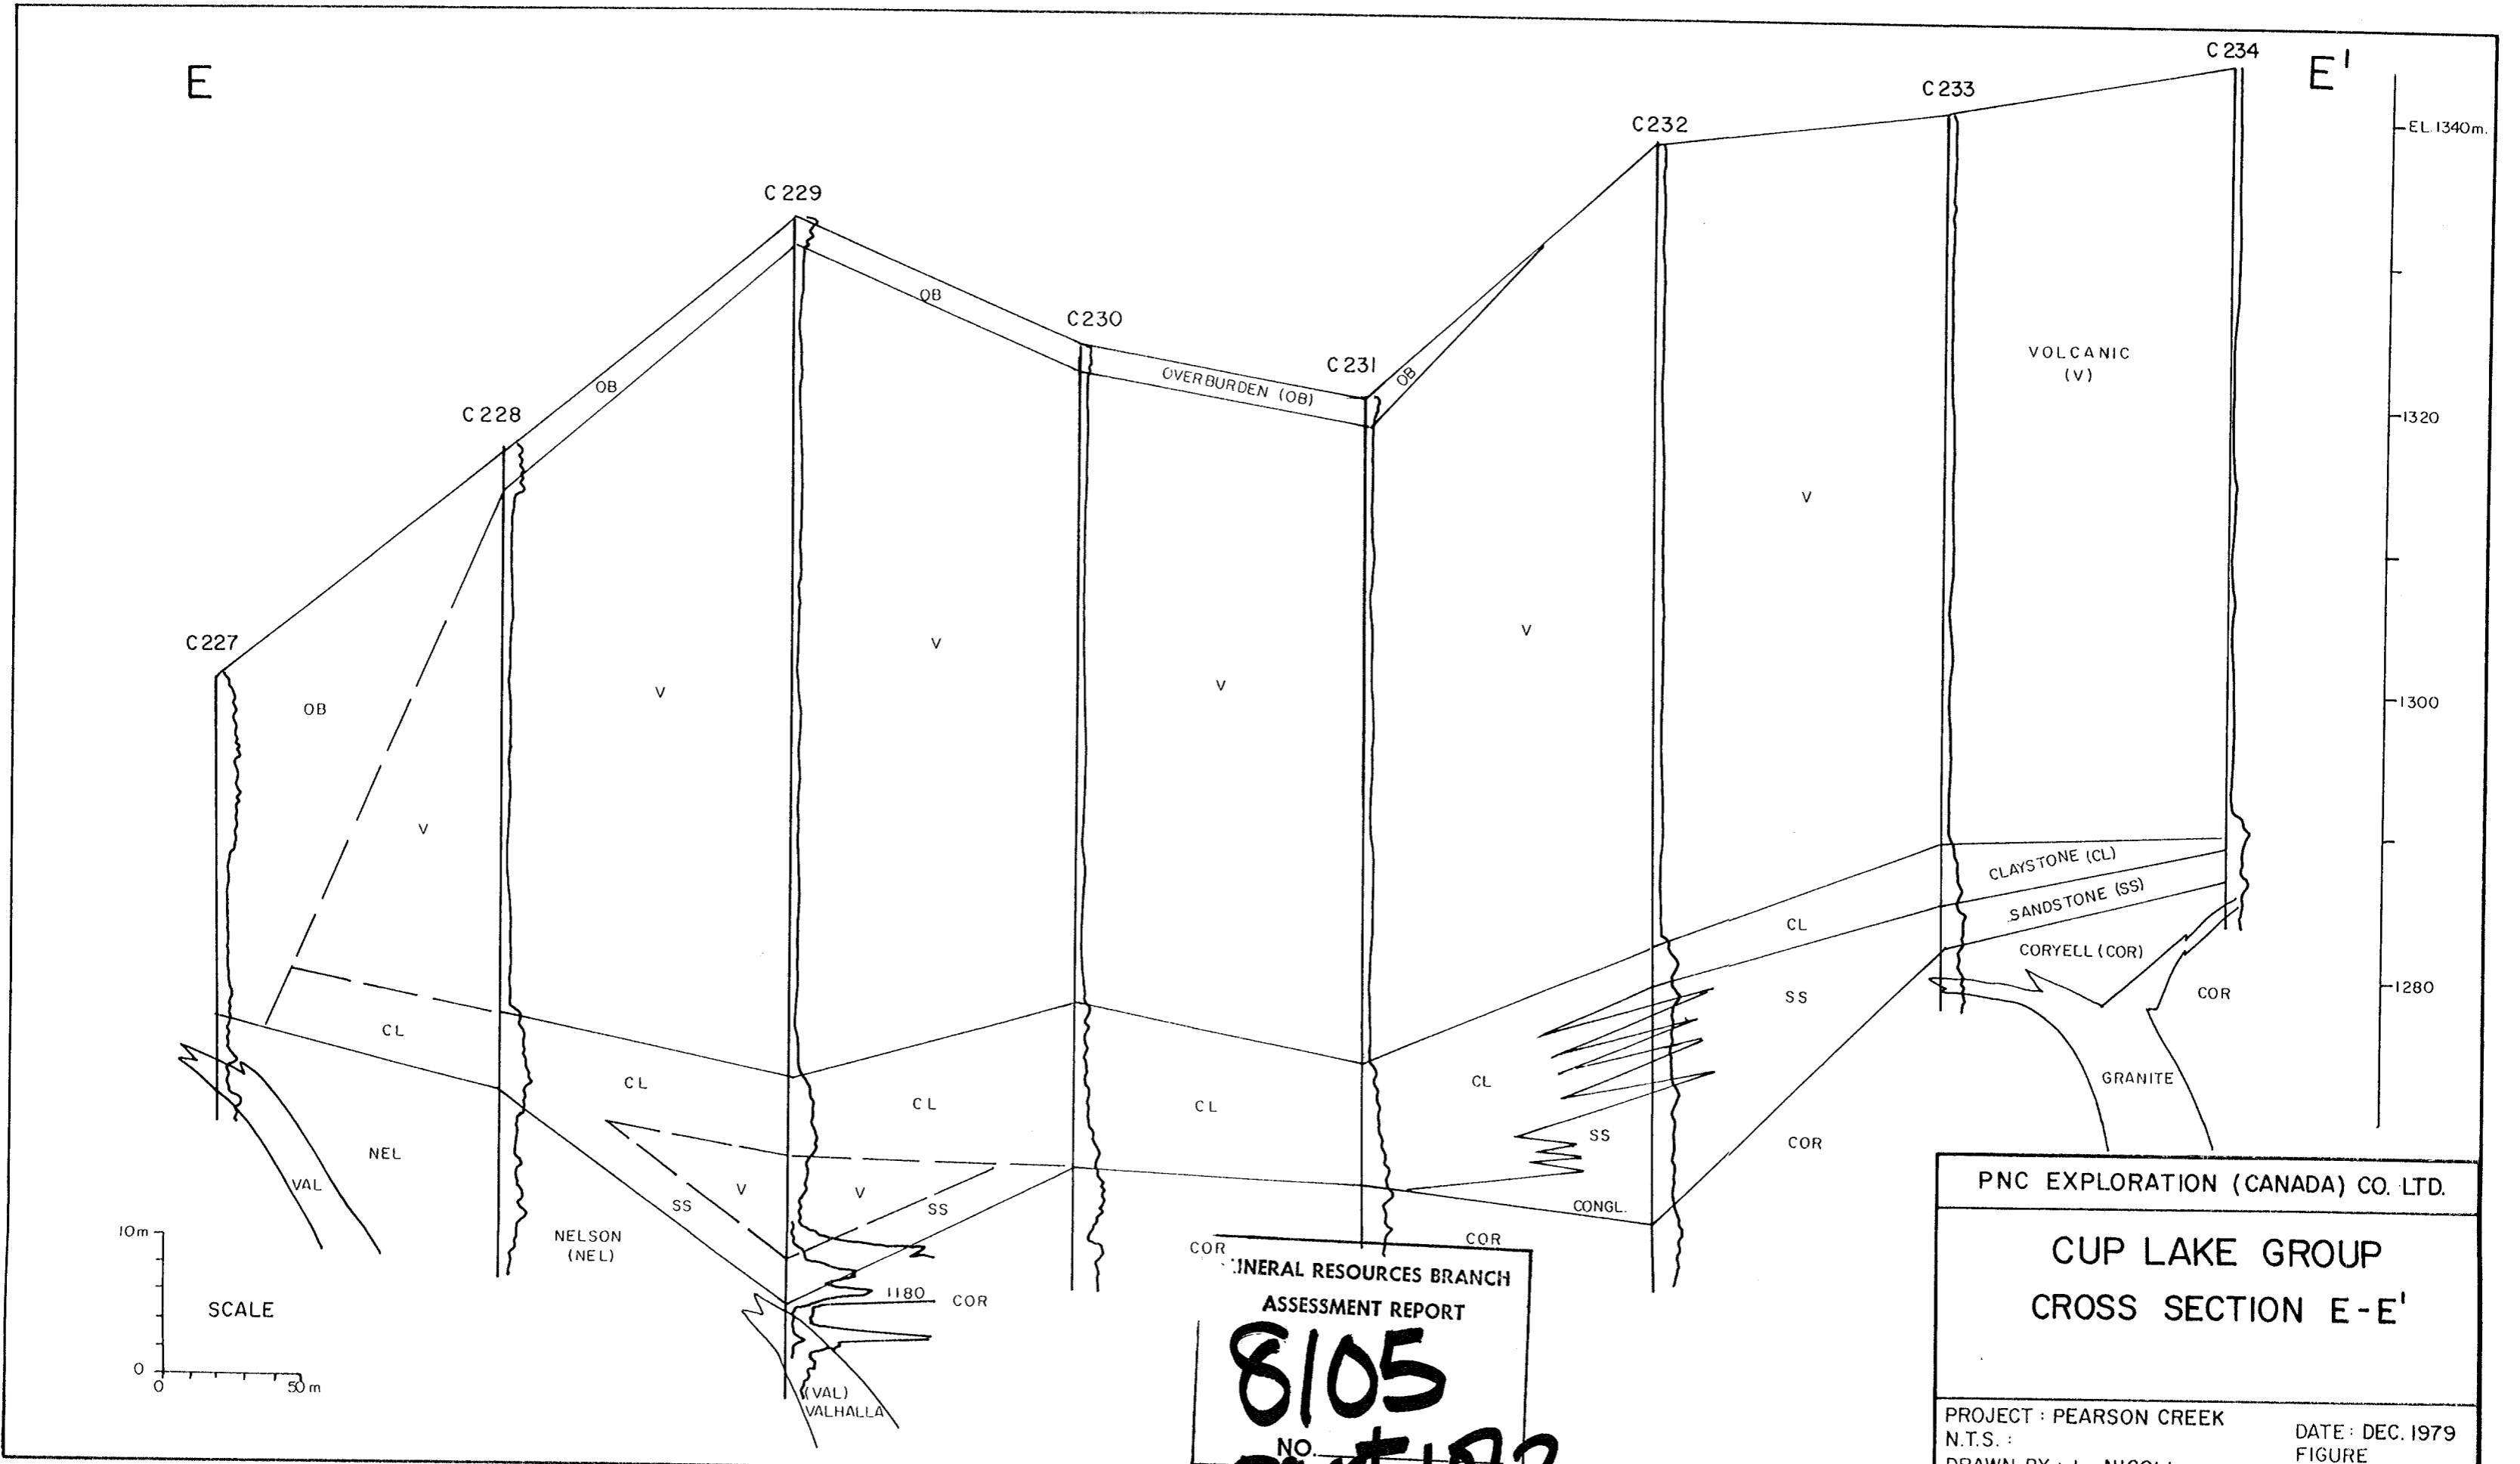 E
C 227
C 228
C 229
C 230
C 231
C 232
C 233
C 234
E'
EL. 1340m.
1320
1300
1280
OB
OB
OB
OVERBURDEN (OB)
OB
VOLCANIC
(V)
V
V
V
V
V
V
CLAYSTONE (CL)
SANDSTONE (SS)
CORYELL (COR)
COR
GRANITE
CL
CL
CL
CL
CL
CL
SS
SS
CONGL.
COR
COR
COR
V
V
SS
SS
NEL
VAL
NELSON
(NEL)
1180
COR
(VAL)
VALHALLA
10m
0
0
50 m
SCALE
MINERAL RESOURCES BRANCH
ASSESSMENT REPORT
8105
NO.
PNC EXPLORATION (CANADA) CO. LTD.
CUP LAKE GROUP
CROSS SECTION E-E'
PROJECT : PEARSON CREEK
N.T.S. :
DATE : DEC. 1979
FIGURE